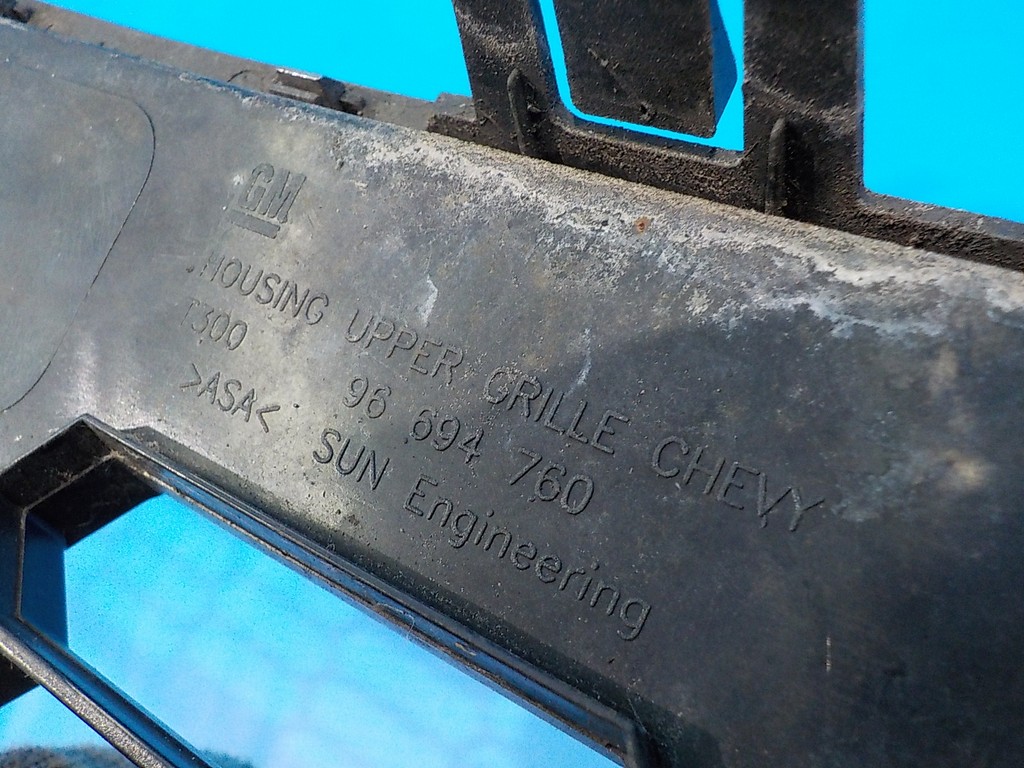 GM
HOUSING UPPER GRILLE CHEVY
T300 96 694 760
>ASA< SUN Engineering